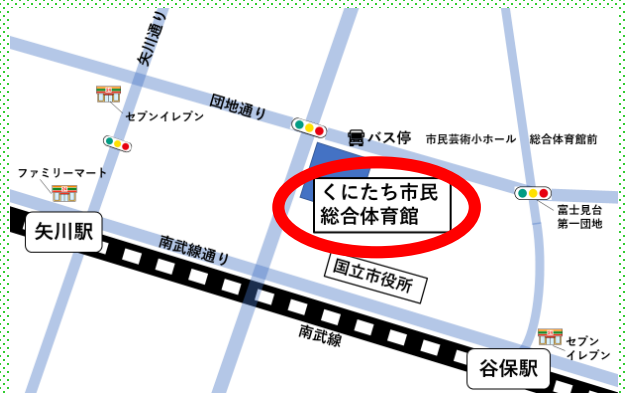 矢川通り
セブンイレブン
団地通り
バス停 市民芸術小ホール 総合体育館前
ファミリーマート
くにたち市民
総合体育館
富士見台
第一団地
矢川駅
南武線通り
国立市役所
南武線
セブン
イレブン
谷保駅